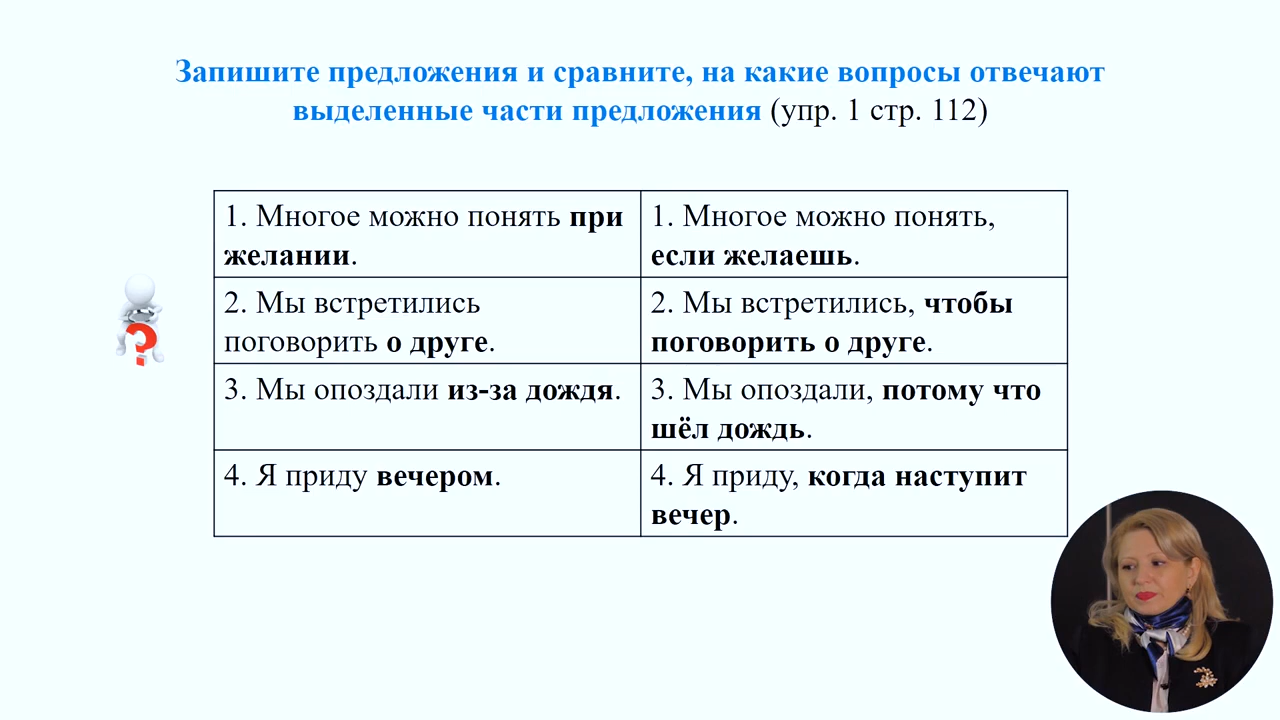 Запишите предложения и сравните, на какие вопросы отвечают
выделенные части предложения (упр. 1 стр. 112)
1. Многое можно понять при
желании.
1. Многое можно понять,
если желаешь.
2. Мы встретились
поговорить о друге.
2. Мы встретились, чтобы
поговорить о друге.
3. Мы опоздали из-за дождя.
3. Мы опоздали, потому что
шёл дождь.
4. Я приду вечером.
4. Я приду, когда наступит
вечер.